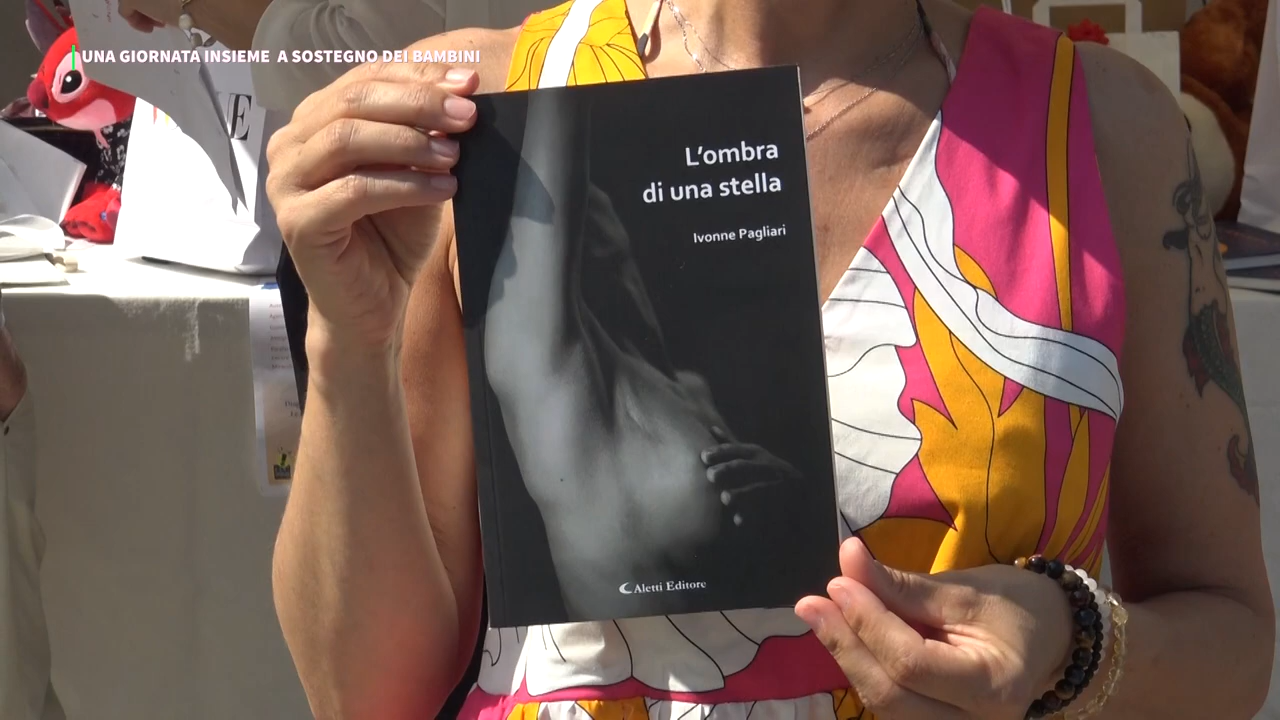 UNA GIORNATA INSIEME A SOSTEGNO DEI BAMBINI
L'ombra
di una stella
Ivonne Pagliari
Aletti Editore